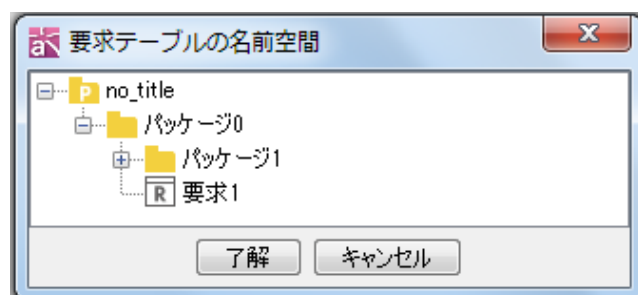 要求テーブルの名前空間
no_title
パッケージ0
パッケージ1
要求1
了解 キャンセル